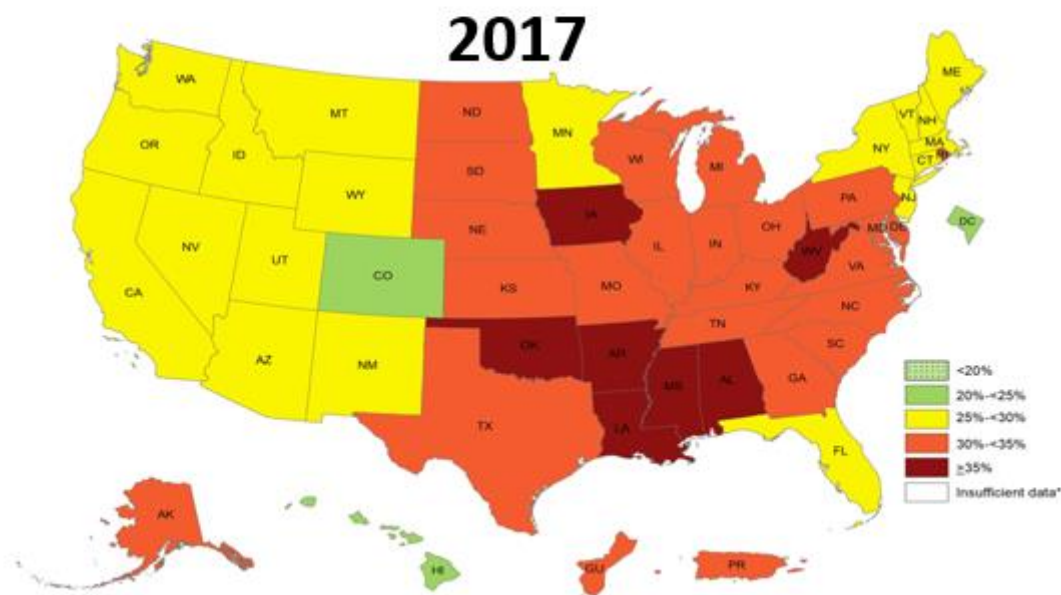 2017
WA
MT
ND
MN
ME
VT
NH
OR
ID
SD
WI
MI
NY
MA
CT
RI
WY
NE
IA
PA
NJ
NV
UT
CO
IL
IN
OH
MD
DE
DC
CA
KS
MO
WV
VA
KY
NC
AZ
NM
OK
AR
TN
SC
TX
LA
MS
AL
GA
FL
<20%
20%-<25%
25%-<30%
30%-<35%
≥35%
Insufficient data*
AK
HI
GU
PR